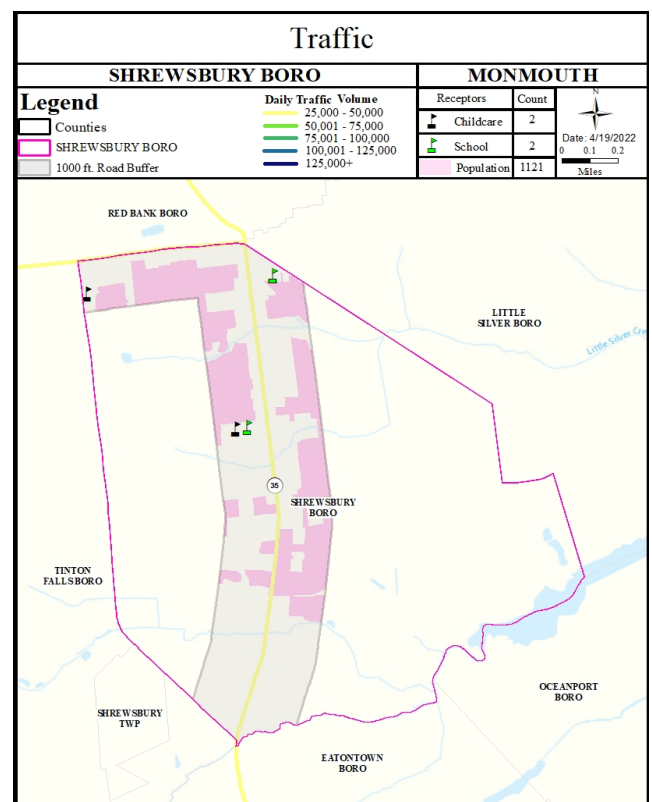 Traffic
SHREWSBURY BORO
MONMOUTH
Legend
Counties
SHREWSBURY BORO
1000 ft. Road Buffer
Daily Traffic Volume
25,000 - 50,000
50,001 - 75,000
75,001 - 100,000
100,001 - 125,000
125,000+
Receptors Count
Childcare 2
School 2
Population 1121
N
Date: 4/19/2022
0 0.1 0.2
Miles
RED BANK BORO
LITTLE
SILVER BORO
Little Silver Cre
35
SHREWSBURY
BORO
TINTON
FALLS BORO
SHREWSBURY
TWP
OCEANPORT
BORO
EATONTOWN
BORO